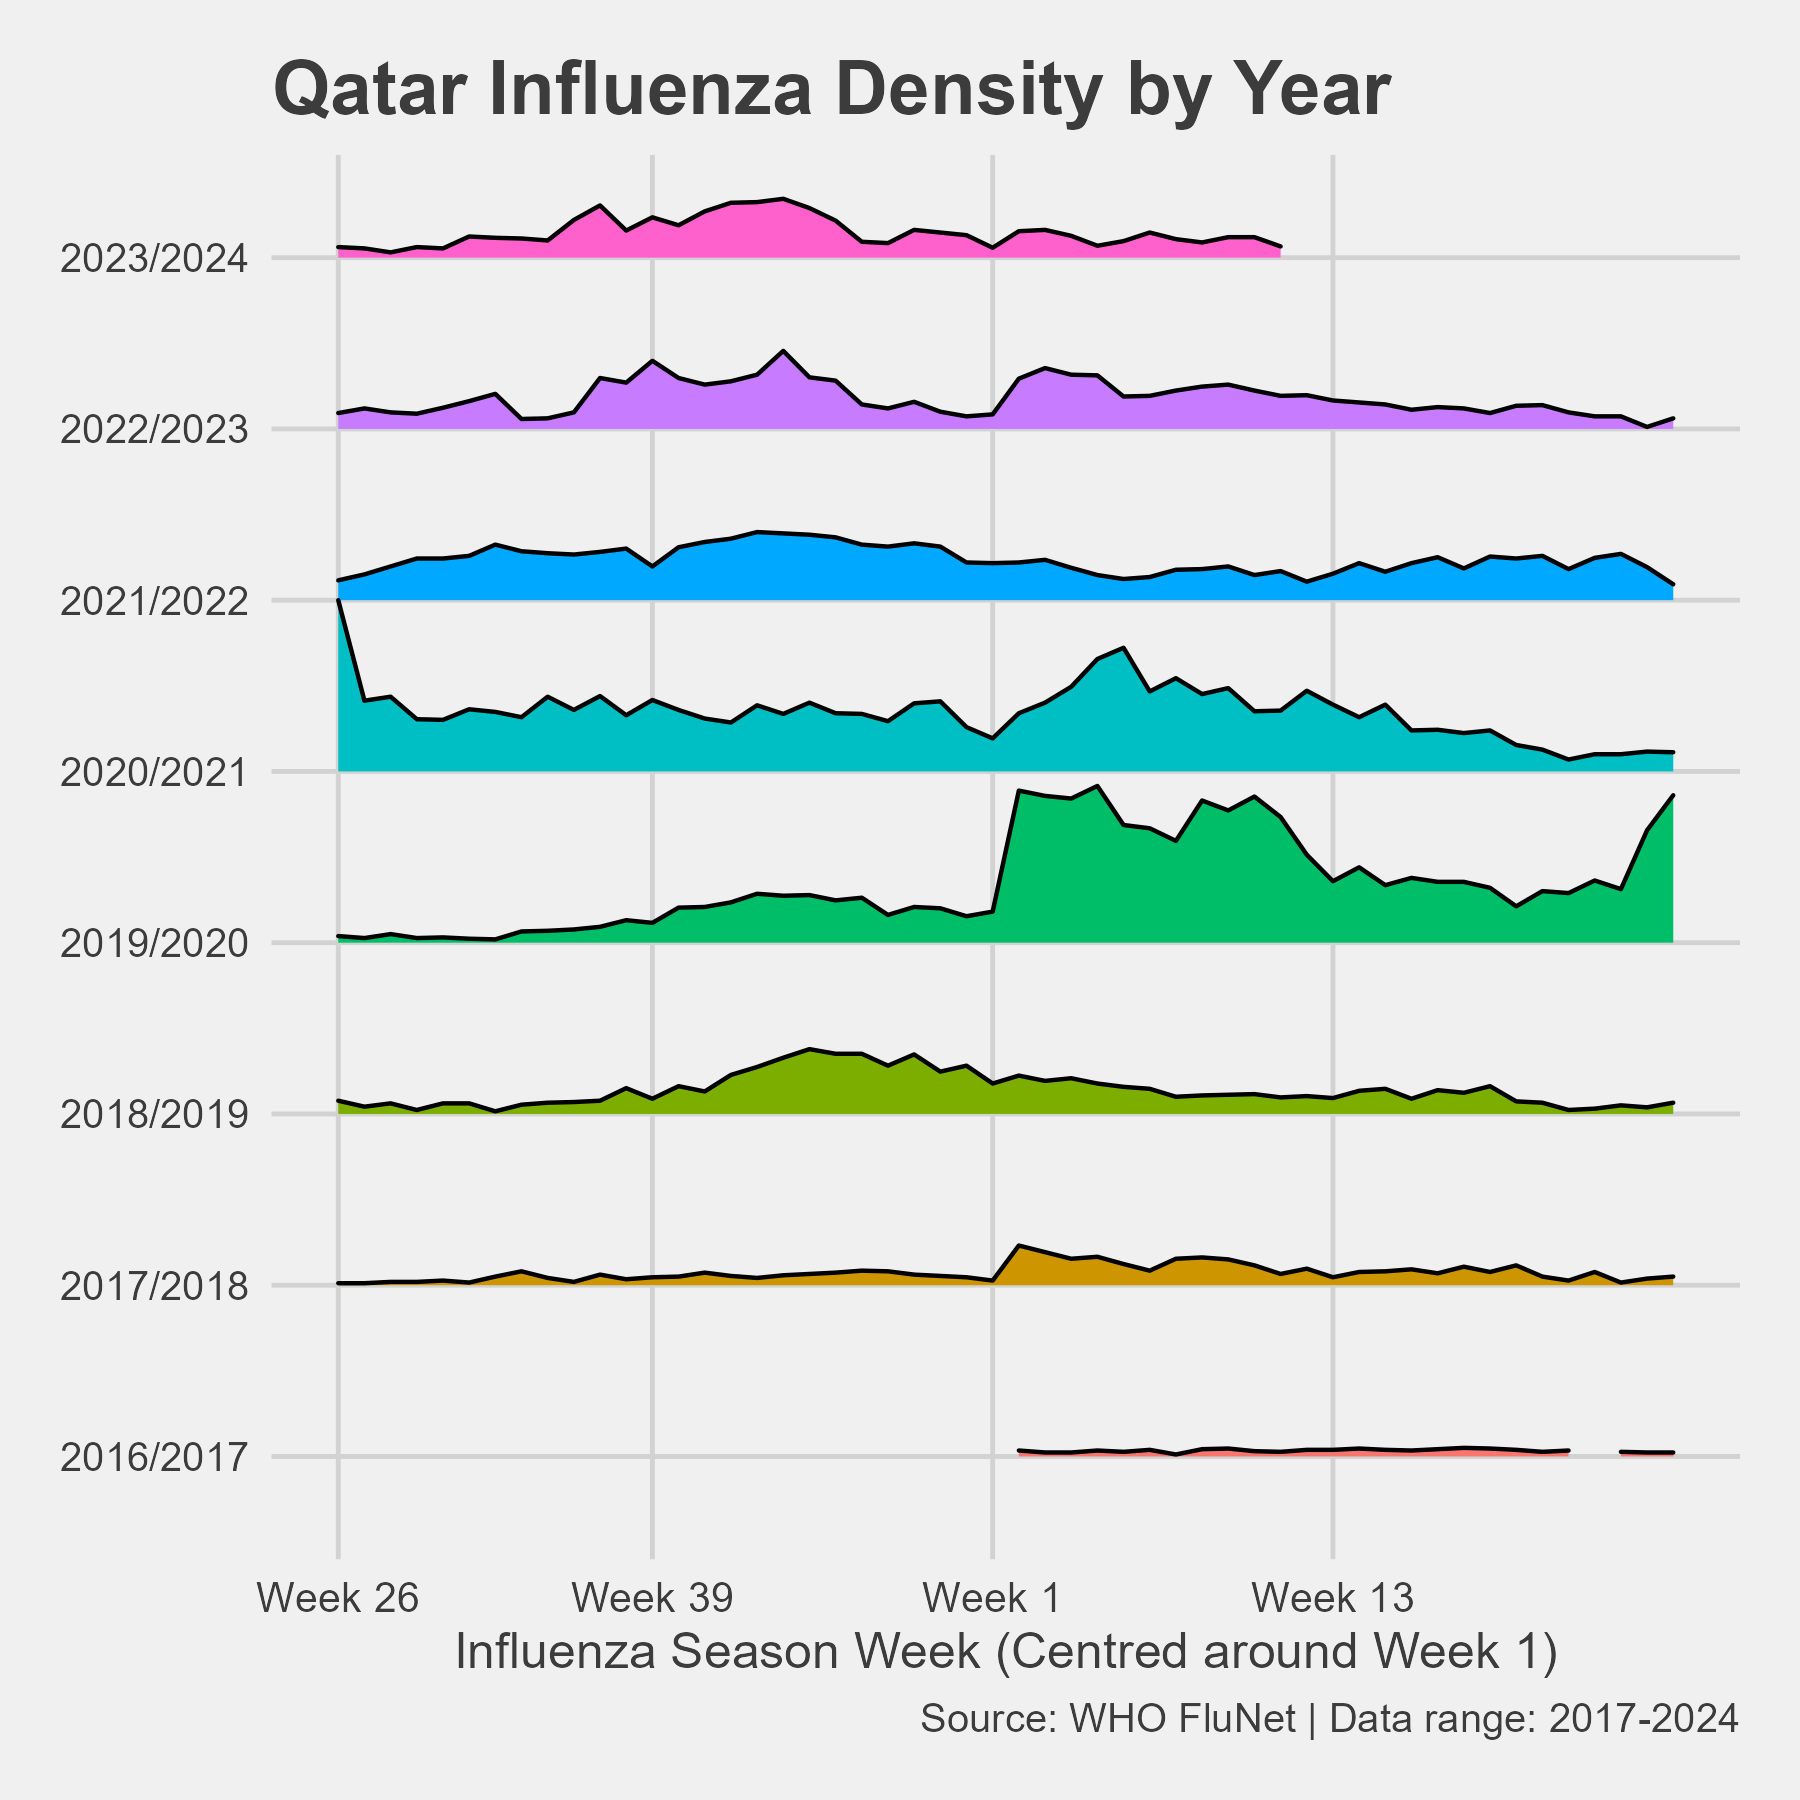 Qatar Influenza Density by Year
2023/2024
2022/2023
2021/2022
2020/2021
2019/2020
2018/2019
2017/2018
2016/2017
Week 26 Week 39 Week 1 Week 13
Influenza Season Week (Centred around Week 1)
Source: WHO FluNet | Data range: 2017-2024